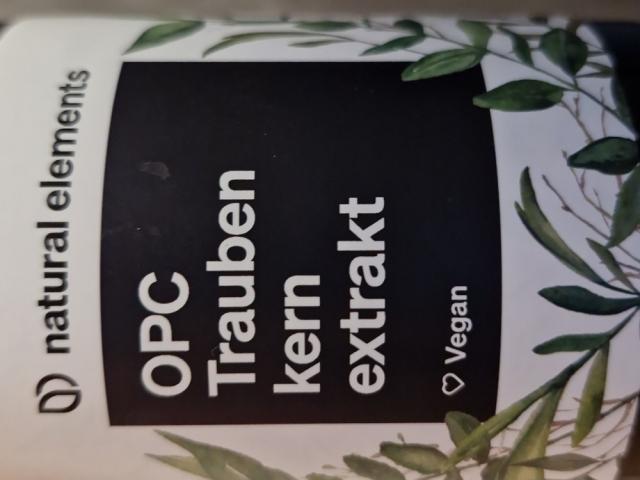 natural elements
OPC
Trauben
kern
extrakt
Vegan